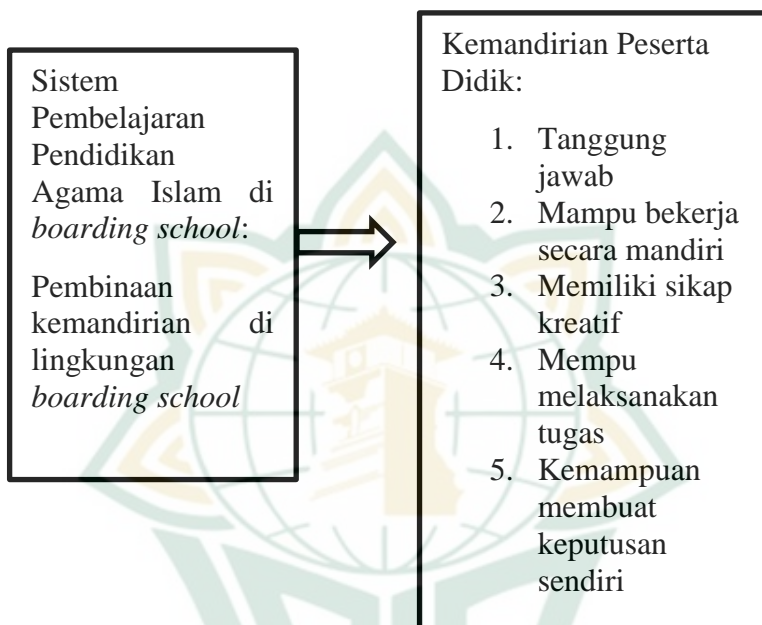 Sistem
Pembelajaran
Pendidikan
Agama Islam di
boarding school:
Pembinaan
kemandirian di
lingkungan
boarding school
Kemandirian Peserta
Didik:
1. Tanggung
jawab
2. Mampu bekerja
secara mandiri
3. Memiliki sikap
kreatif
4. Mempu
melaksanakan
tugas
5. Kemampuan
membuat
keputusan
sendiri